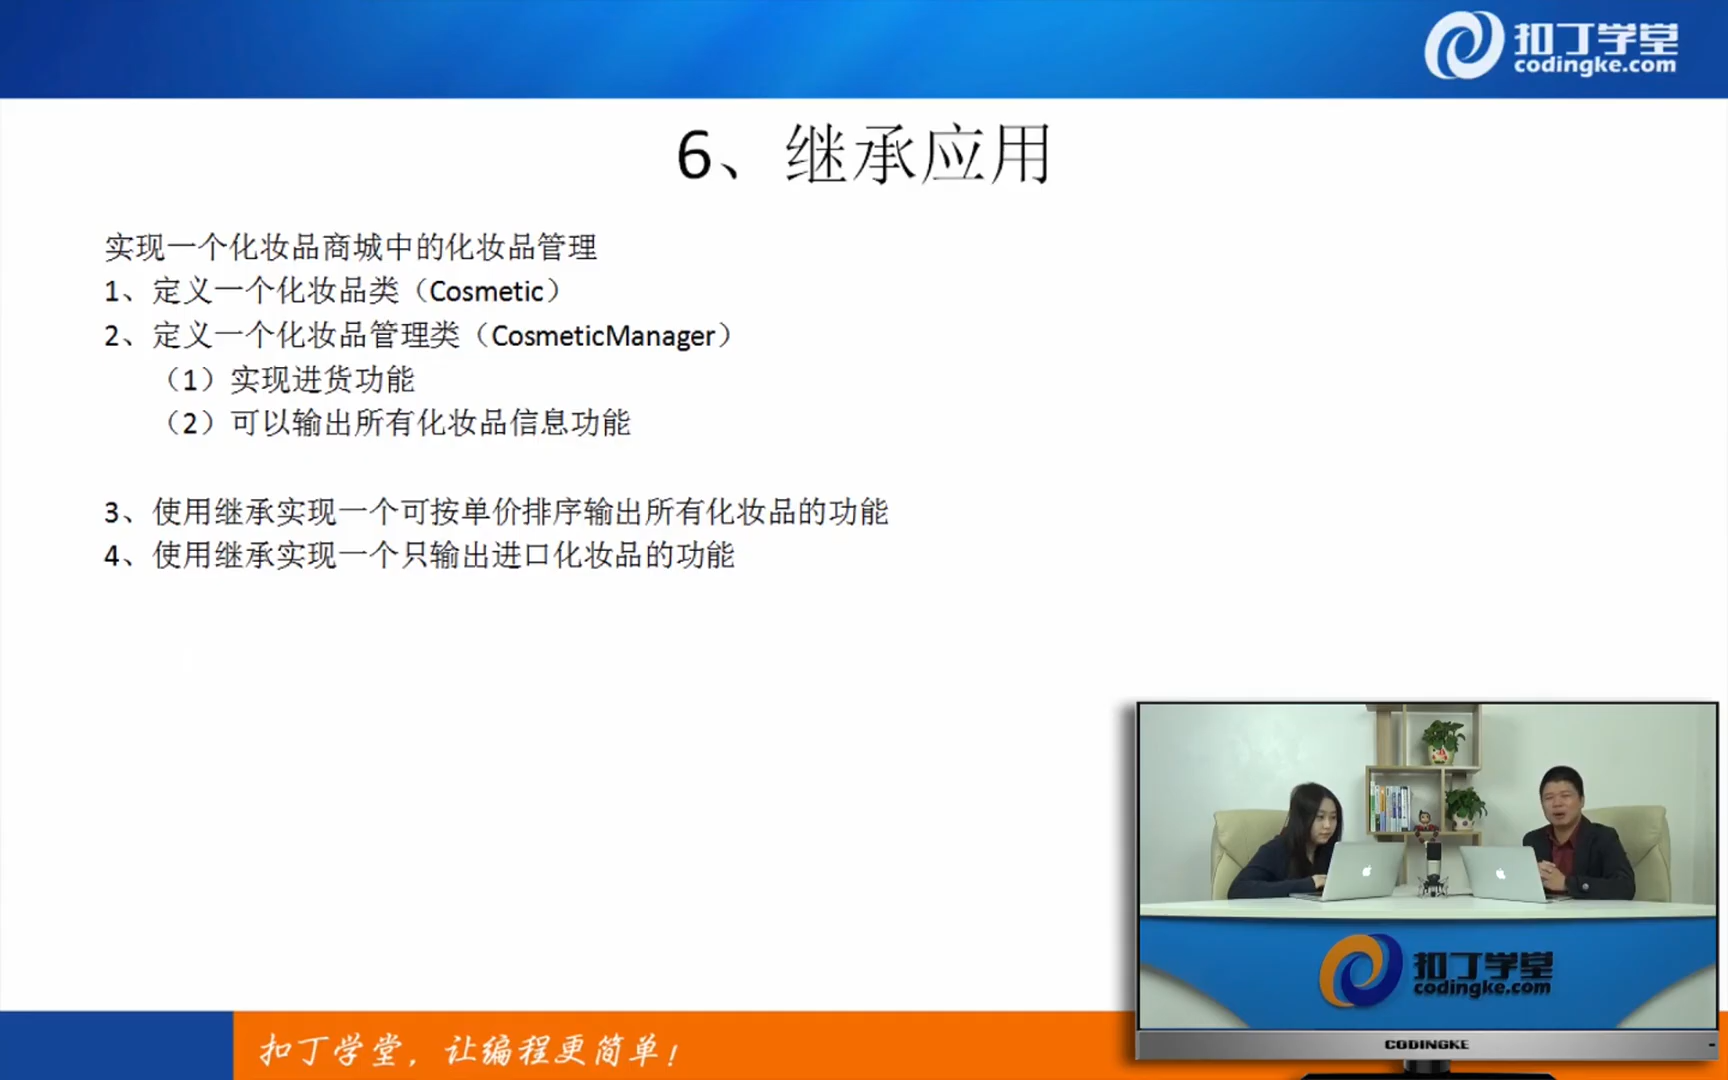 扣丁学堂
codingke.com
6、继承应用
实现一个化妆品商城中的化妆品管理
1、定义一个化妆品类（Cosmetic）
2、定义一个化妆品管理类（CosmeticManager）
（1）实现进货功能
（2）可以输出所有化妆品信息功能
3、使用继承实现一个可按单价排序输出所有化妆品的功能
4、使用继承实现一个只输出进口化妆品的功能
扣丁学堂
codingke.com
CODINGKE
扣丁学堂，让编程更简单！